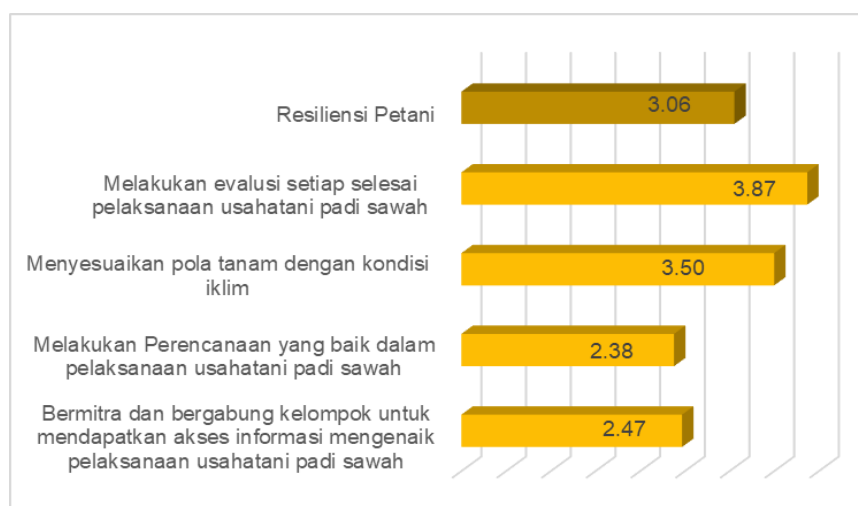 Resiliensi Petani
3.06
Melakukan evalusi setiap selesai
pelaksanaan usahatani padi sawah
3.87
Menyesuaikan pola tanam dengan kondisi
iklim
3.50
Melakukan Perencanaan yang baik dalam
pelaksanaan usahatani padi sawah
2.38
Bermitra dan bergabung kelompok untuk
mendapatkan akses informasi mengenaik
pelaksanaan usahatani padi sawah
2.47